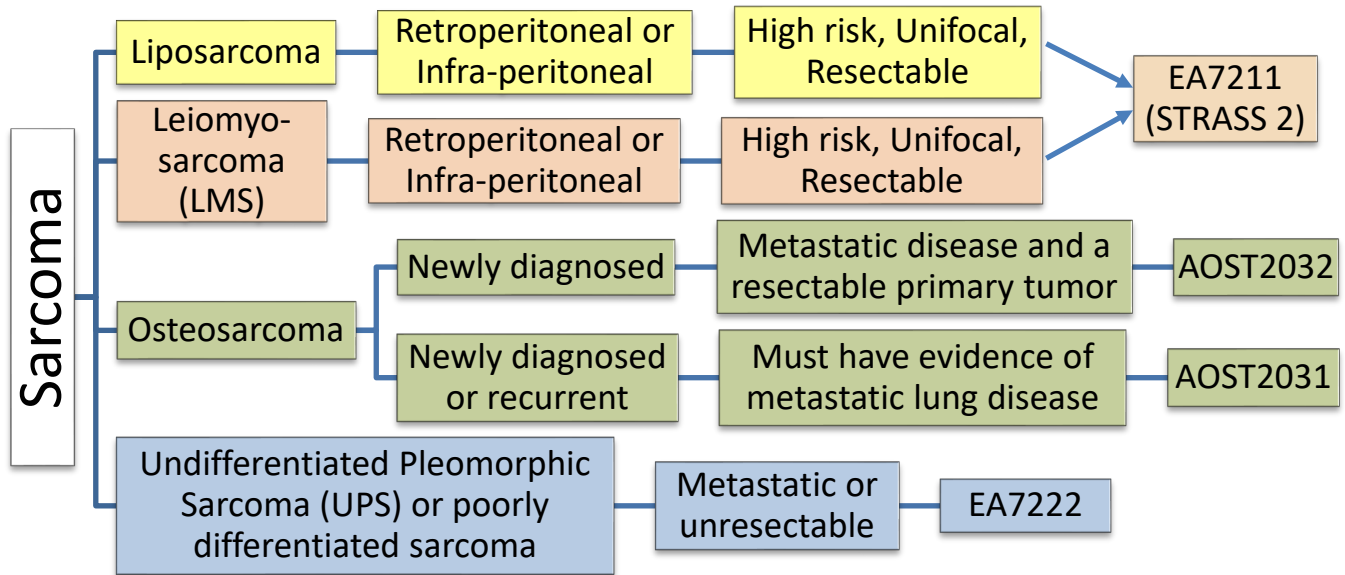 Sarcoma
Liposarcoma
Retroperitoneal or
Infra-peritoneal
High risk, Unifocal,
Resectable
EA7211
(STRASS 2)
Leiomyo-
sarcoma
(LMS)
Retroperitoneal or
Infra-peritoneal
High risk, Unifocal,
Resectable
Osteosarcoma
Newly diagnosed
Metastatic disease and a
resectable primary tumor
AOST2032
Newly diagnosed
or recurrent
Must have evidence of
metastatic lung disease
AOST2031
Undifferentiated Pleomorphic
Sarcoma (UPS) or poorly
differentiated sarcoma
Metastatic or
unresectable
EA7222